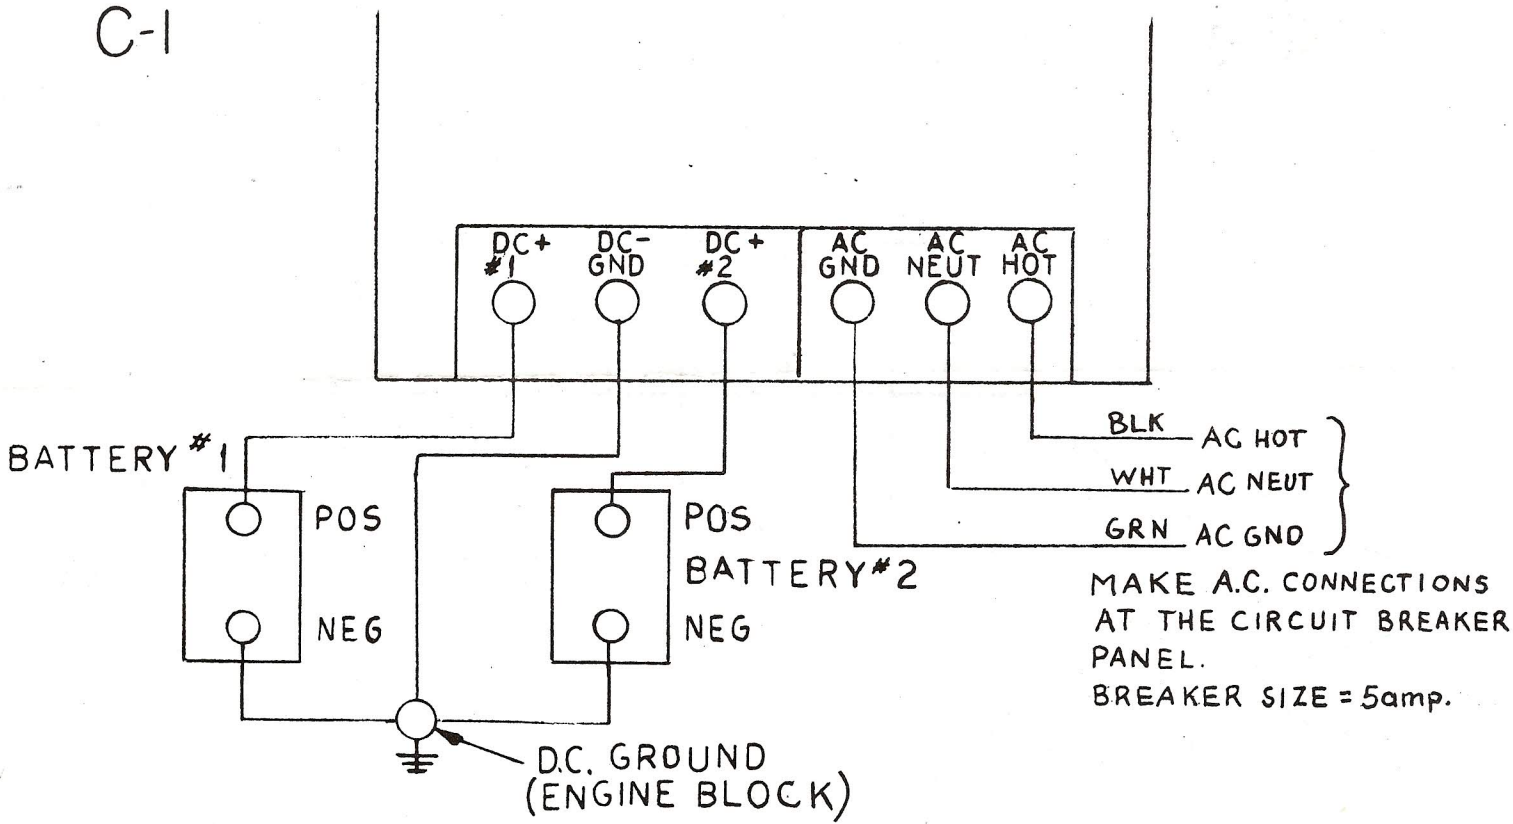 C-1
DC+ #1
DC- GND
DC+ #2
AC GND
AC NEUT
AC HOT
BATTERY #1
POS
NEG
POS
BATTERY #2
NEG
BLK AC HOT
WHT AC NEUT
GRN AC GND
MAKE A.C. CONNECTIONS
AT THE CIRCUIT BREAKER
PANEL.
BREAKER SIZE = 5amp.
D.C. GROUND
(ENGINE BLOCK)